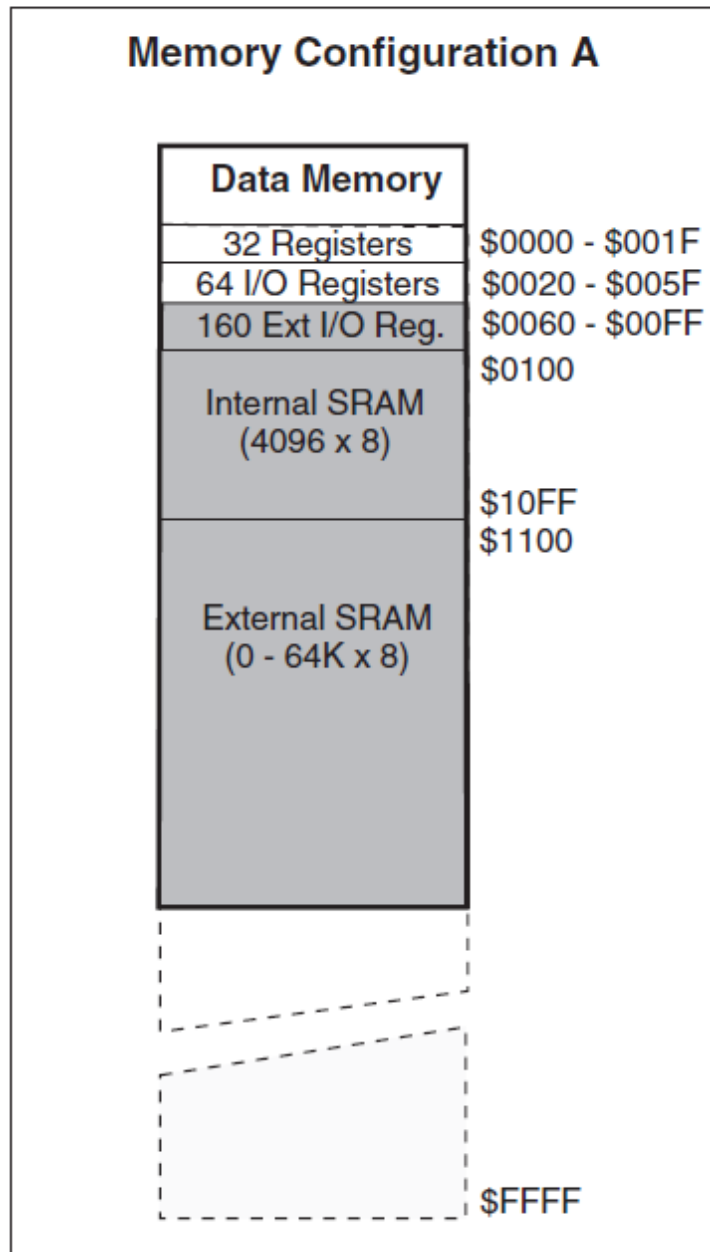 Memory Configuration A
Data Memory
32 Registers $0000 - $001F
64 I/O Registers $0020 - $005F
160 Ext I/O Reg. $0060 - $00FF
$0100
Internal SRAM
(4096 x 8)
$10FF
$1100
External SRAM
(0 - 64K x 8)
$FFFF